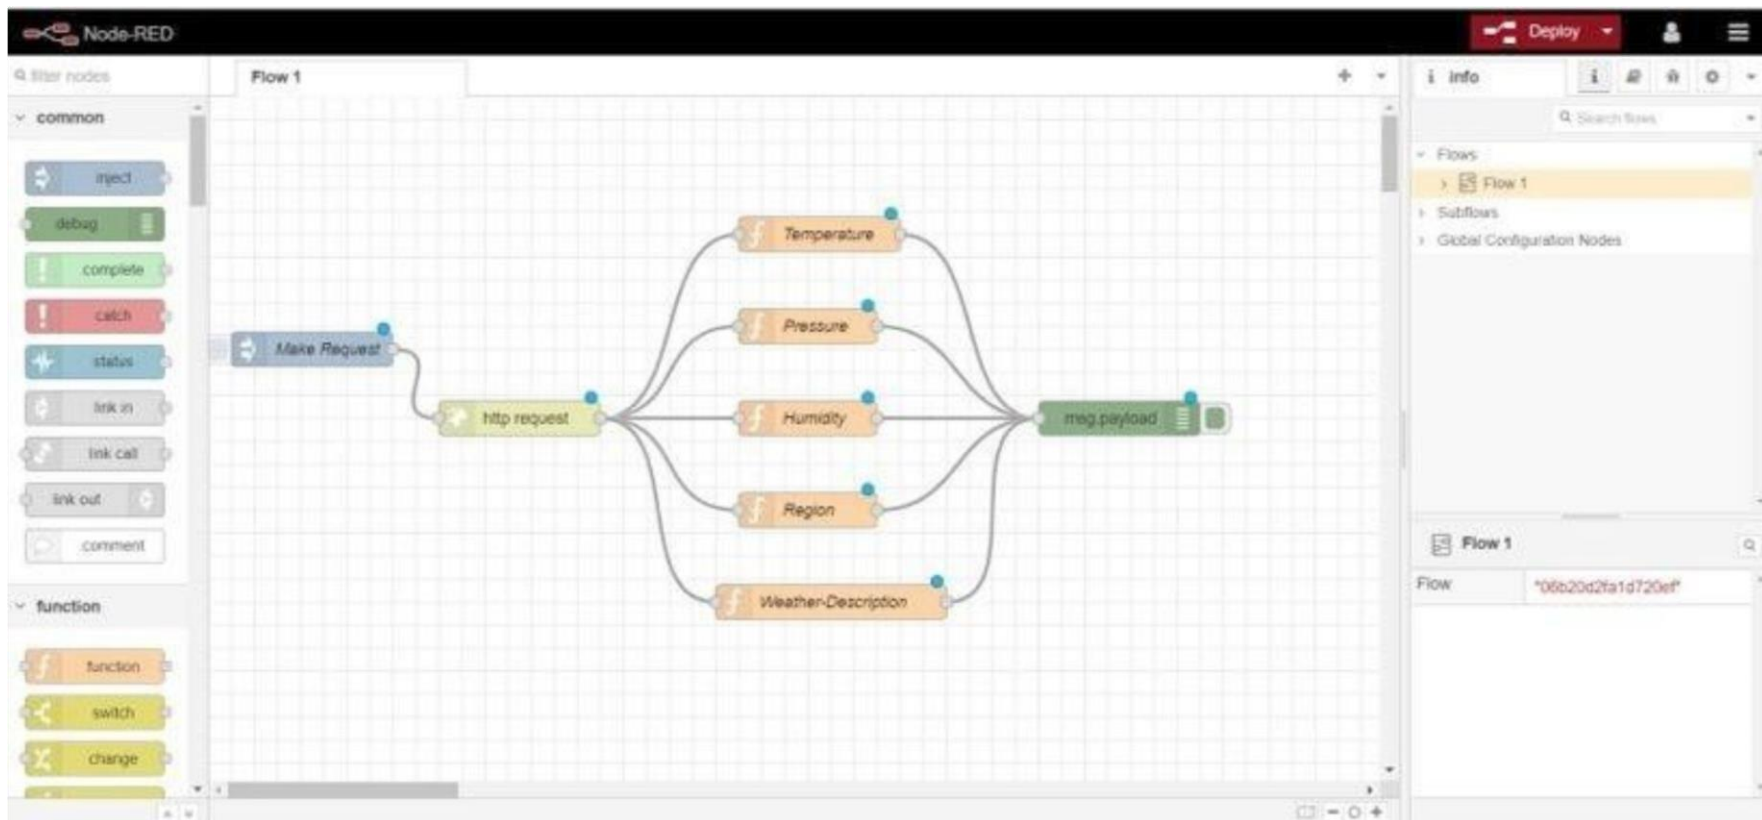 Node-RED
Deploy
filter nodes
Flow 1
info
Search flows
common
inject
debug
complete
catch
status
link in
link call
link out
comment
function
function
switch
change
Make Request
http request
Temperature
Pressure
Humidity
Region
Weather-Description
msg.payload
Flows
Flow 1
Subflows
Global Configuration Nodes
Flow 1
Flow
"06b20d2fa1d720ef"